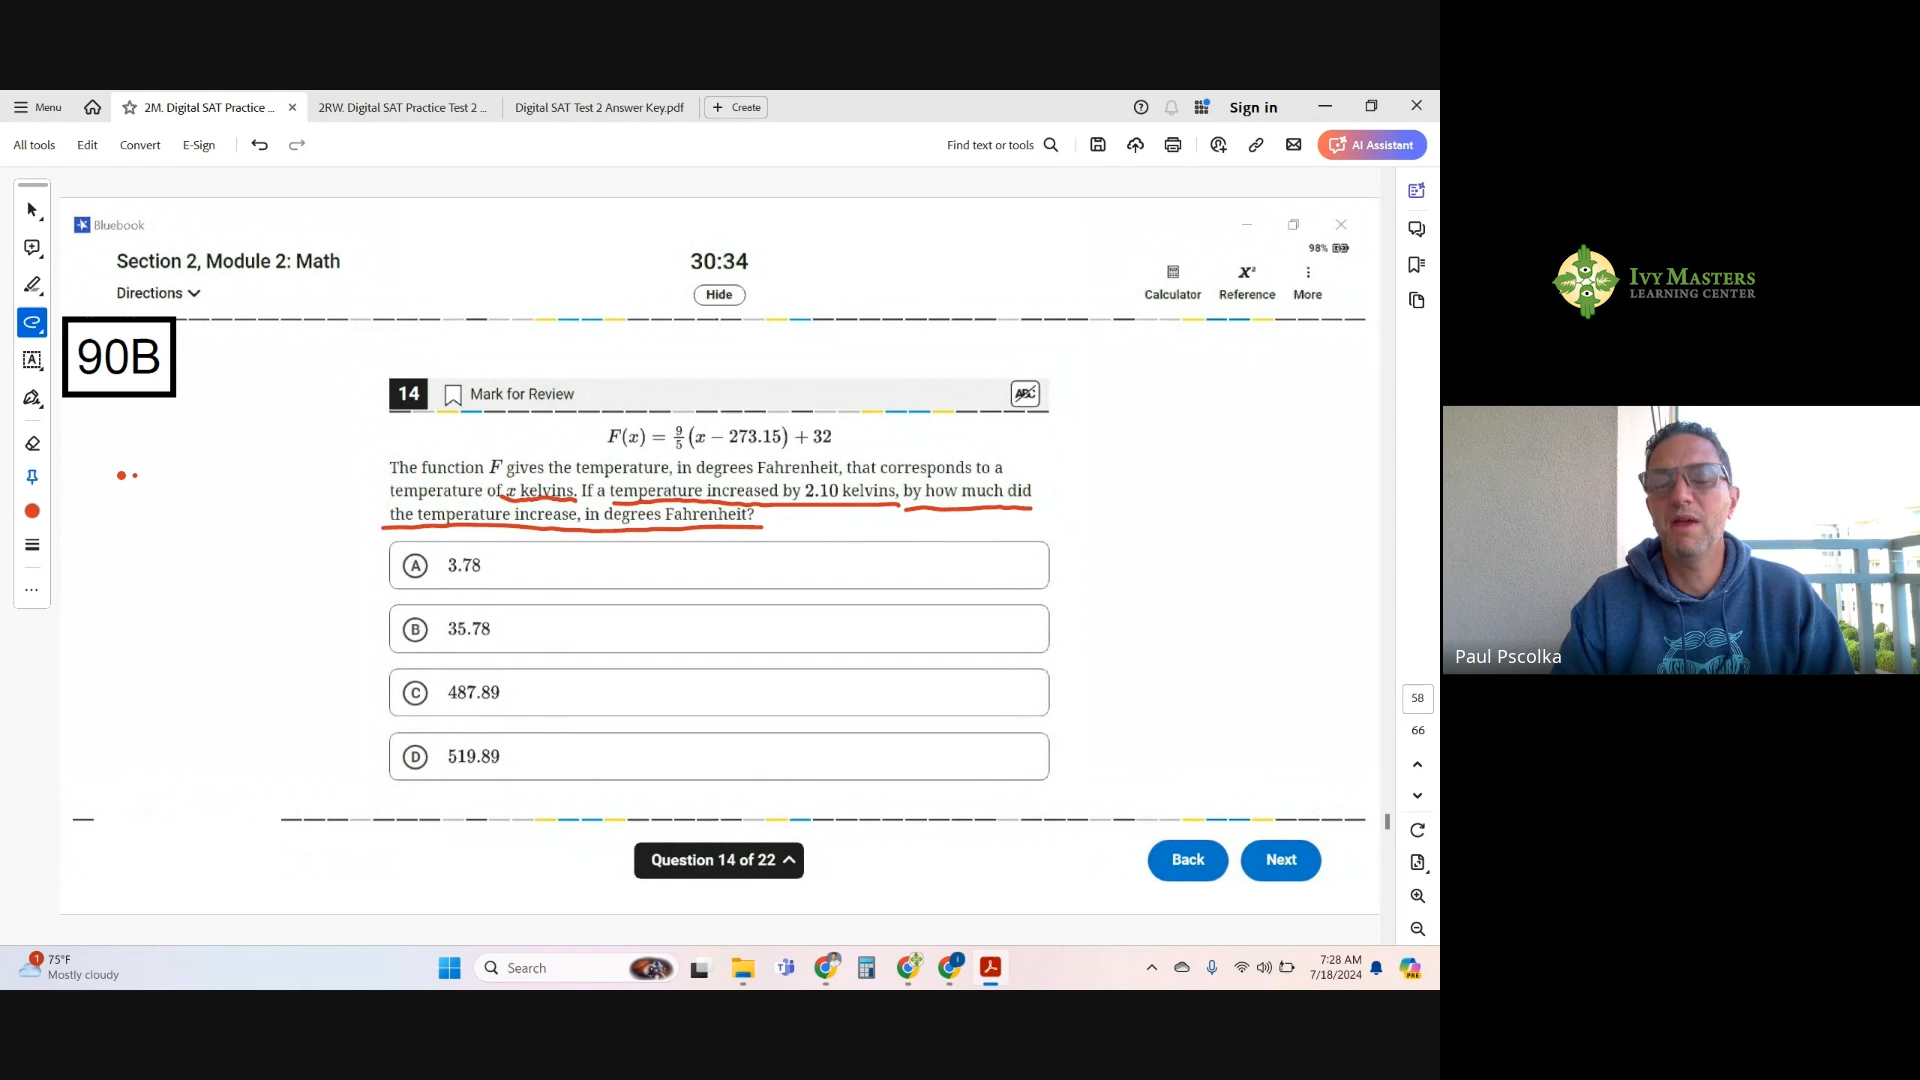 Menu
2M. Digital SAT Practice ...
2RW. Digital SAT Practice Test 2 ...
Digital SAT Test 2 Answer Key.pdf
+ Create
Sign in
All tools
Edit
Convert
E-Sign
Find text or tools
AI Assistant
Bluebook
Section 2, Module 2: Math
Directions
30:34
Hide
98%
Calculator
X² Reference
More
90B
14 Mark for Review
ABC
F(x) = 9/5 (x − 273.15) + 32
The function F gives the temperature, in degrees Fahrenheit, that corresponds to a
temperature of x kelvins. If a temperature increased by 2.10 kelvins, by how much did
the temperature increase, in degrees Fahrenheit?
A 3.78
B 35.78
C 487.89
D 519.89
Question 14 of 22
Back
Next
58
66
1
75°F
Mostly cloudy
Search
7:28 AM
7/18/2024
PRE
IVY MASTERS
LEARNING CENTER
Paul Pscolka